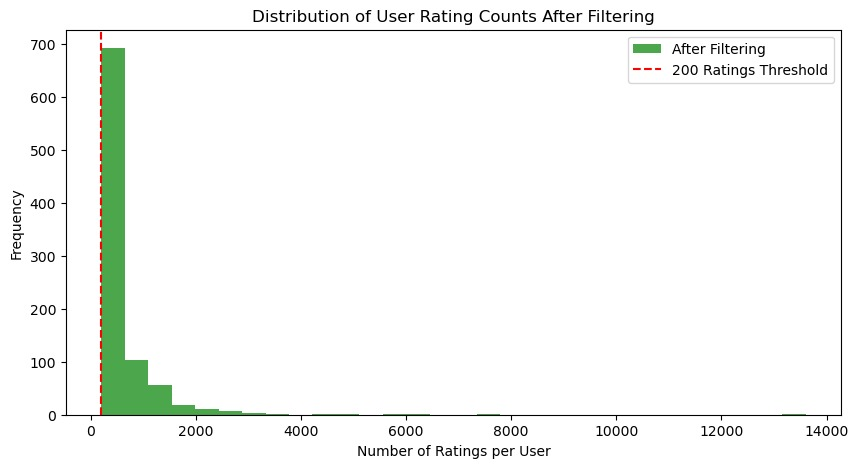 Distribution of User Rating Counts After Filtering
After Filtering
200 Ratings Threshold
Frequency
700
600
500
400
300
200
100
0
0 2000 4000 6000 8000 10000 12000 14000
Number of Ratings per User